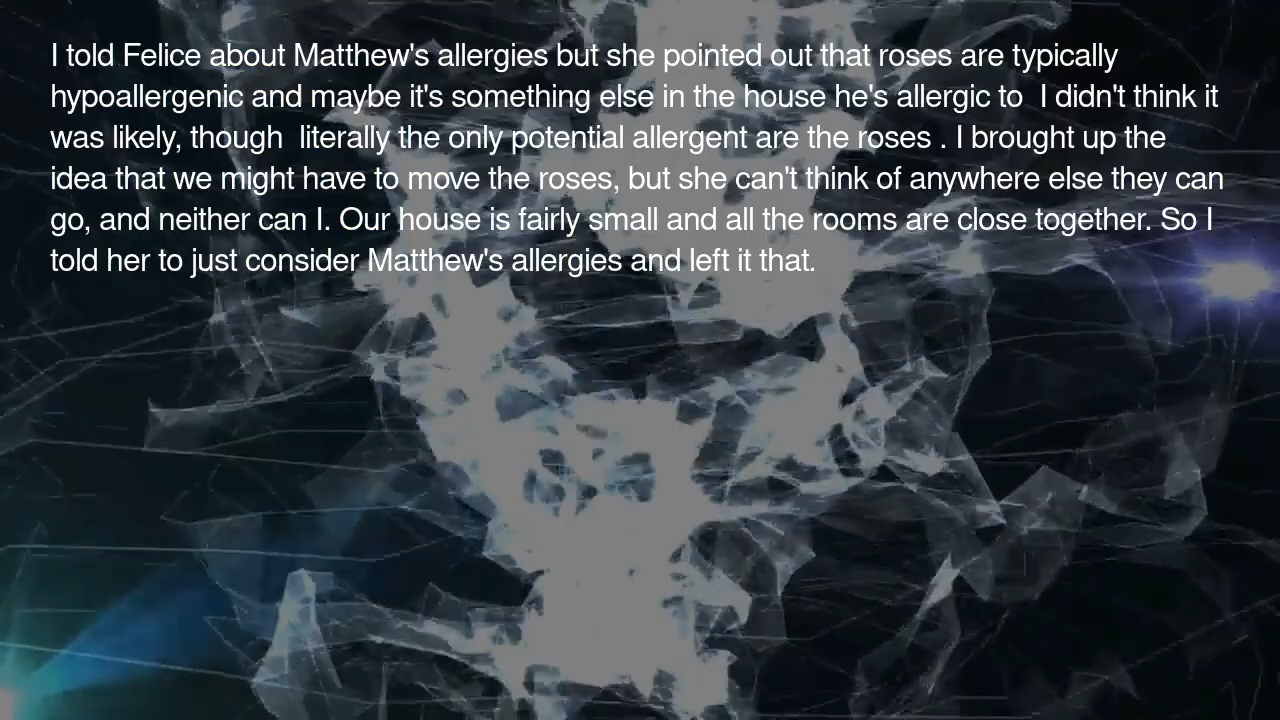 I told Felice about Matthew's allergies but she pointed out that roses are typically
hypoallergenic and maybe it's something else in the house he's allergic to  I didn't think it
was likely, though  literally the only potential allergent are the roses . I brought up the
idea that we might have to move the roses, but she can't think of anywhere else they can
go, and neither can I. Our house is fairly small and all the rooms are close together. So I
told her to just consider Matthew's allergies and left it that.